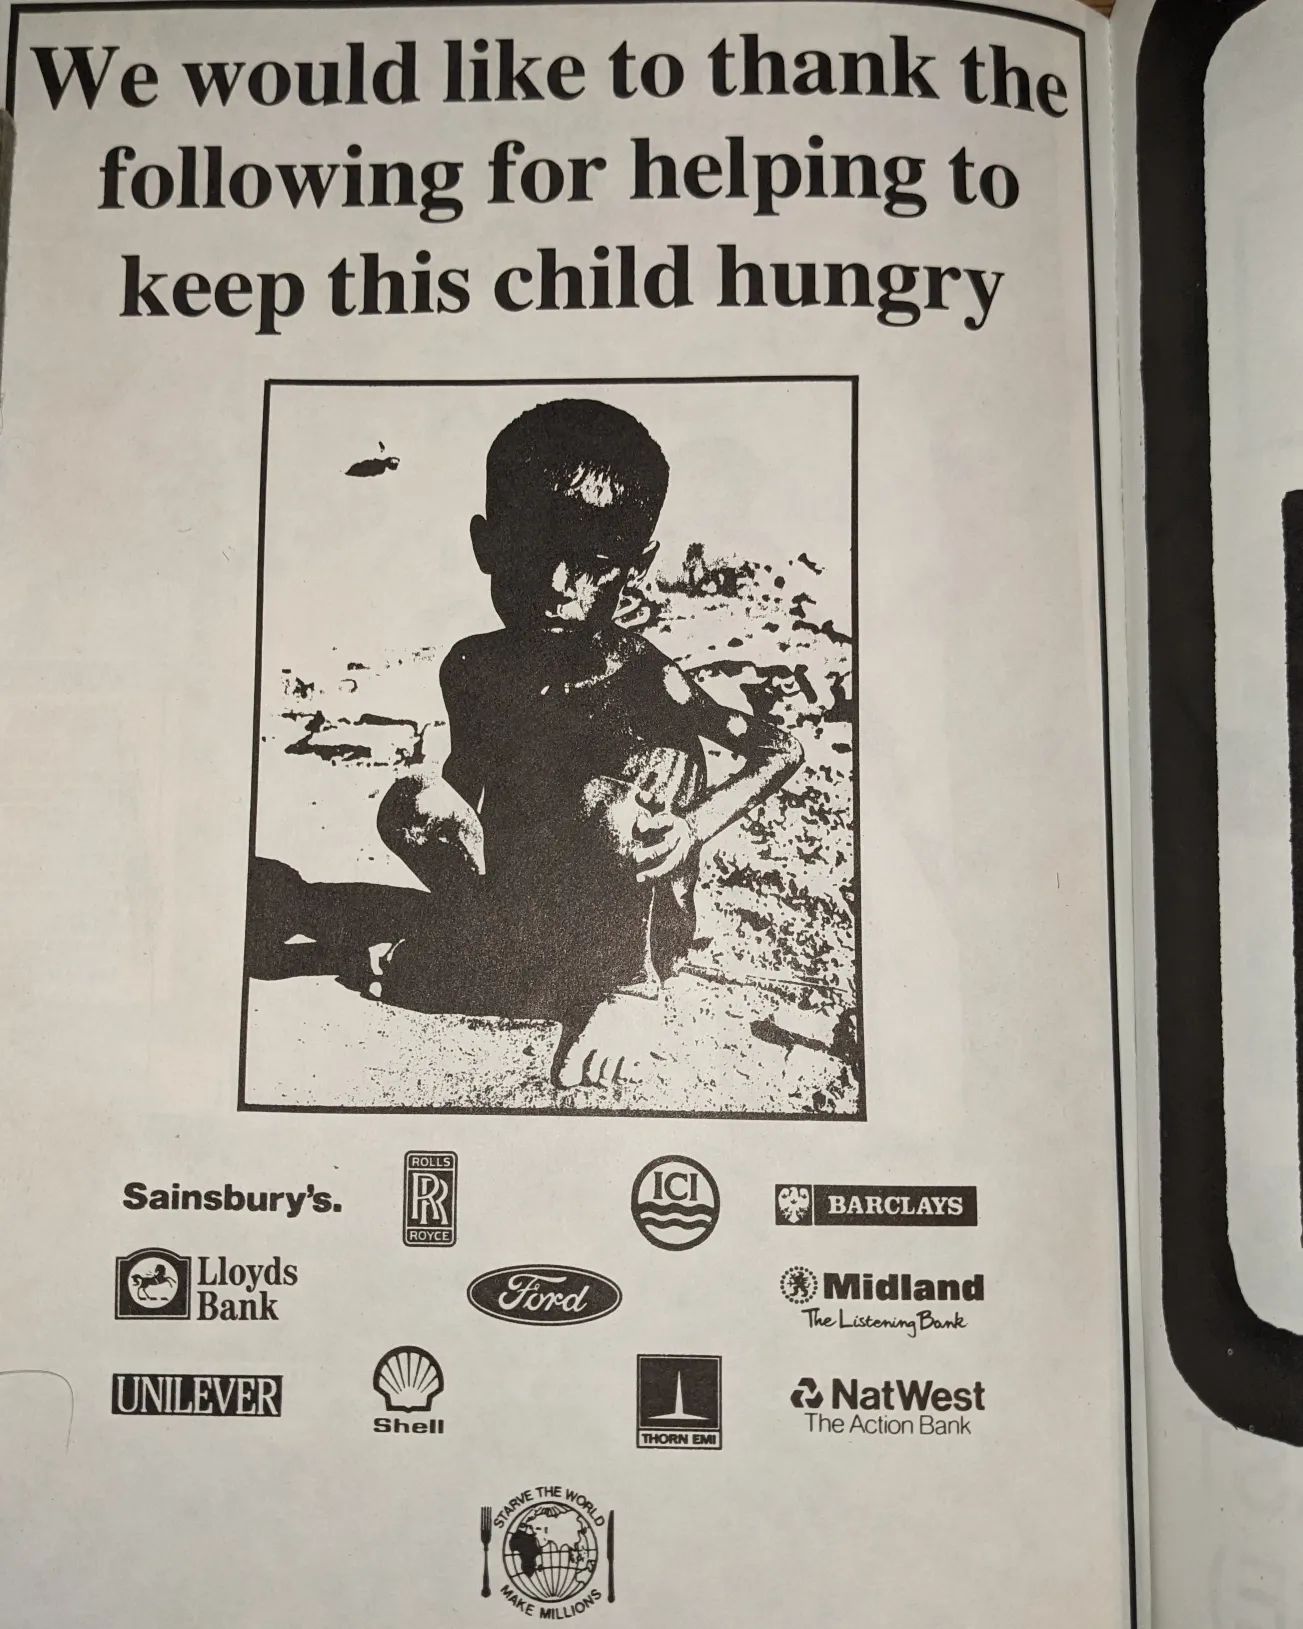 We would like to thank the
following for helping to
keep this child hungry
Sainsbury's.
ROLLS
RR
ROYCE
ICI
BARCLAYS
Lloyds
Bank
Ford
Midland
The Listening Bank
UNILEVER
Shell
THORN EMI
NatWest
The Action Bank
STARVE THE WORLD
MAKE MILLIONS